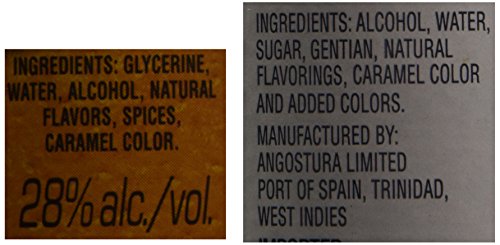 INGREDIENTS: GLYCERINE,
WATER, ALCOHOL, NATURAL
FLAVORS, SPICES,
CARAMEL COLOR.
28% alc./vol.
INGREDIENTS: ALCOHOL, WATER,
SUGAR, GENTIAN, NATURAL
FLAVORINGS, CARAMEL COLOR
AND ADDED COLORS.
MANUFACTURED BY:
ANGOSTURA LIMITED
PORT OF SPAIN, TRINIDAD,
WEST INDIES